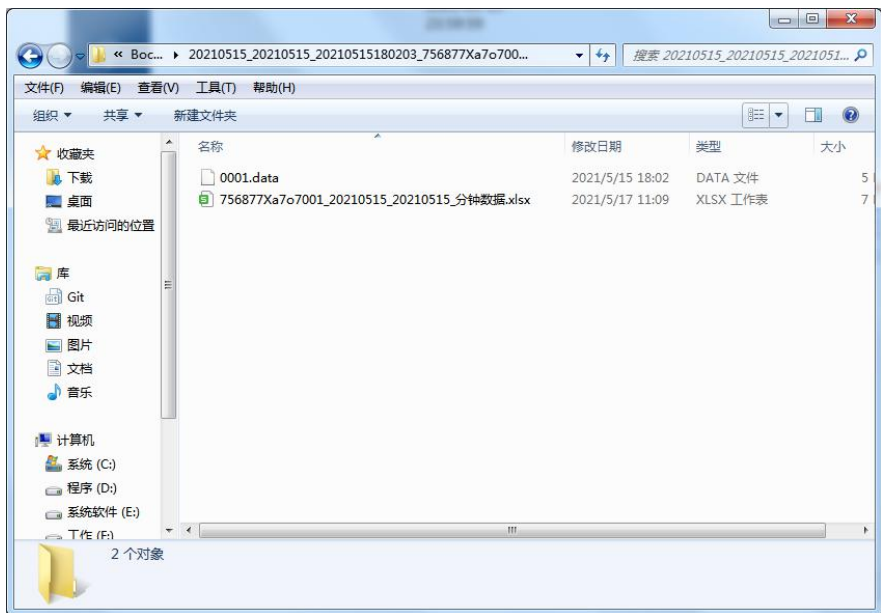 « Boc... ▸ 20210515_20210515_20210515180203_756877Xa7o700...
搜索 20210515_20210515_2021051...
文件(F) 编辑(E) 查看(V) 工具(T) 帮助(H)
组织 共享 新建文件夹
名称 修改日期 类型 大小
0001.data 2021/5/15 18:02 DATA 文件 5
756877Xa7o7001_20210515_20210515_分钟数据.xlsx 2021/5/17 11:09 XLSX 工作表 7
收藏夹
下载
桌面
最近访问的位置
库
Git
视频
图片
文档
音乐
计算机
系统 (C:)
程序 (D:)
系统软件 (E:)
工作 (F:)
2 个对象